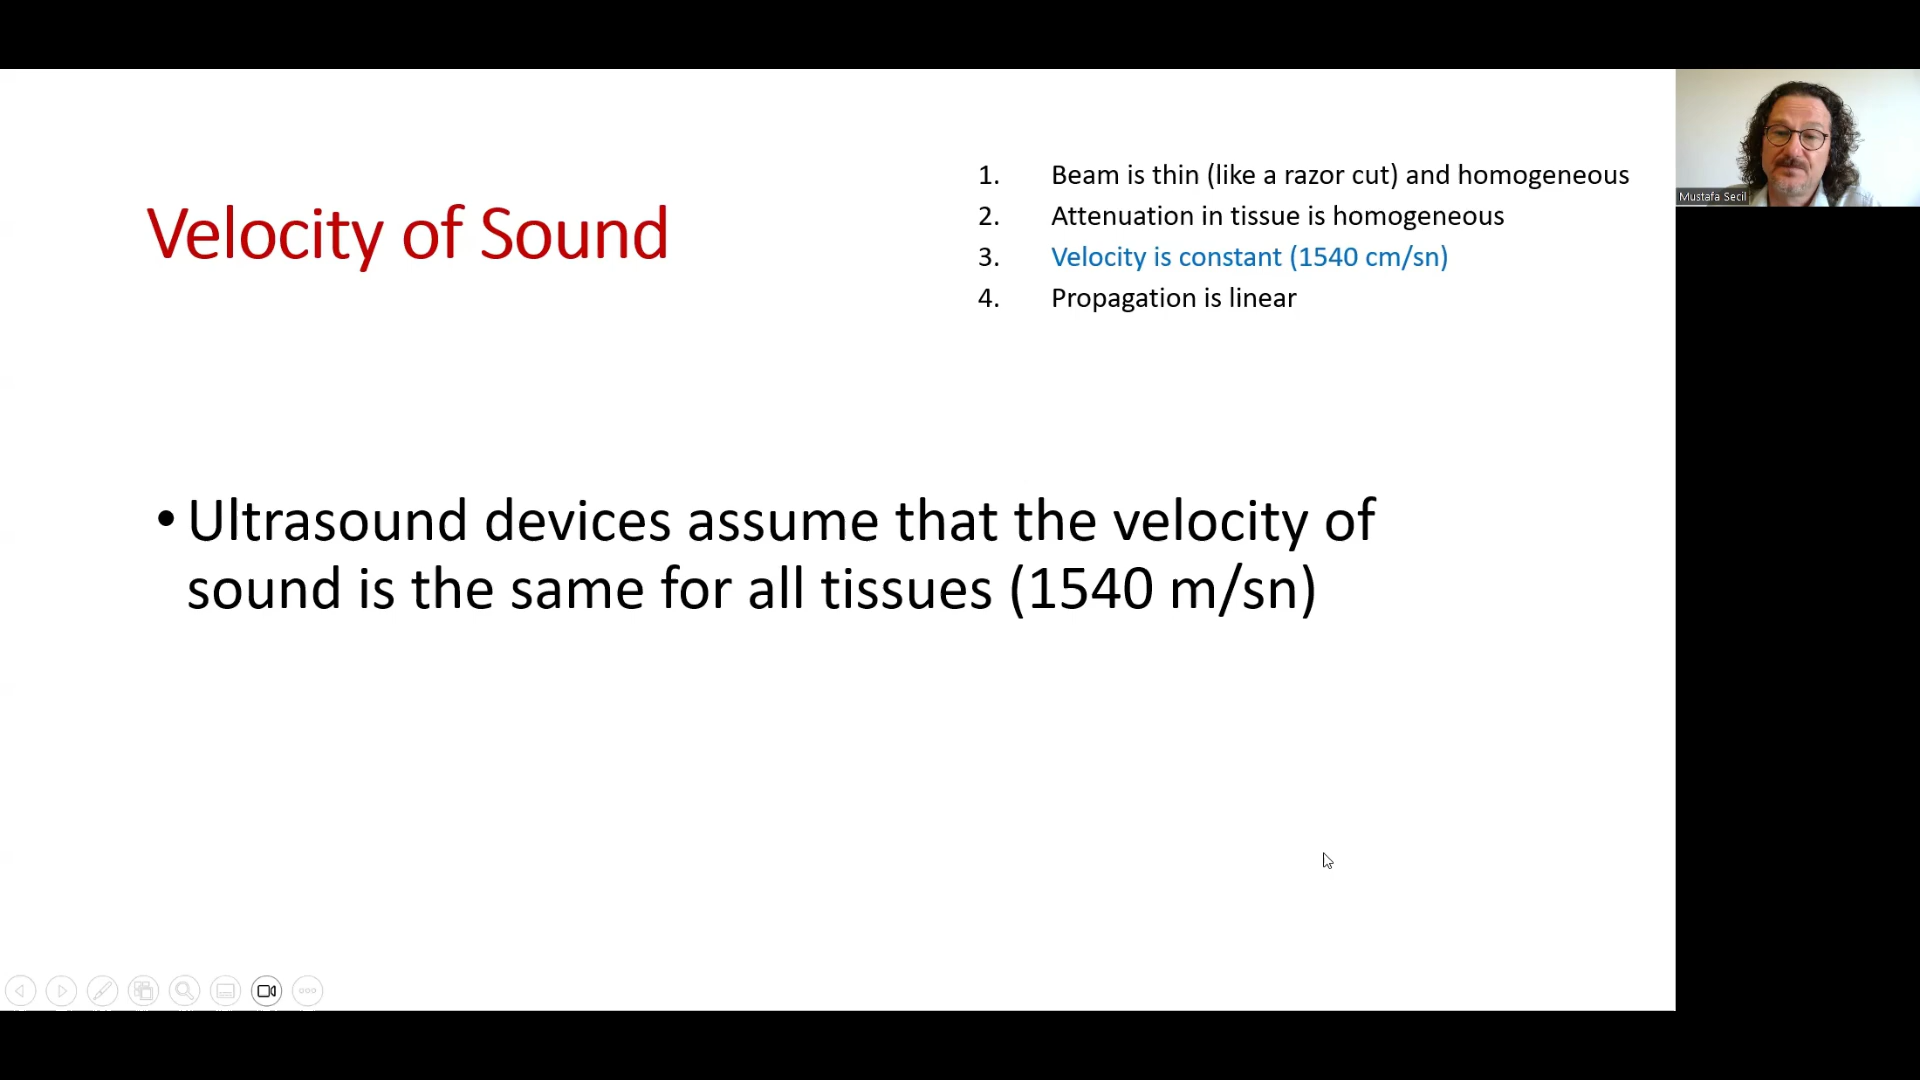 Velocity of Sound
1. Beam is thin (like a razor cut) and homogeneous
2. Attenuation in tissue is homogeneous
3. Velocity is constant (1540 cm/sn)
4. Propagation is linear
• Ultrasound devices assume that the velocity of
sound is the same for all tissues (1540 m/sn)
Mustafa Secil